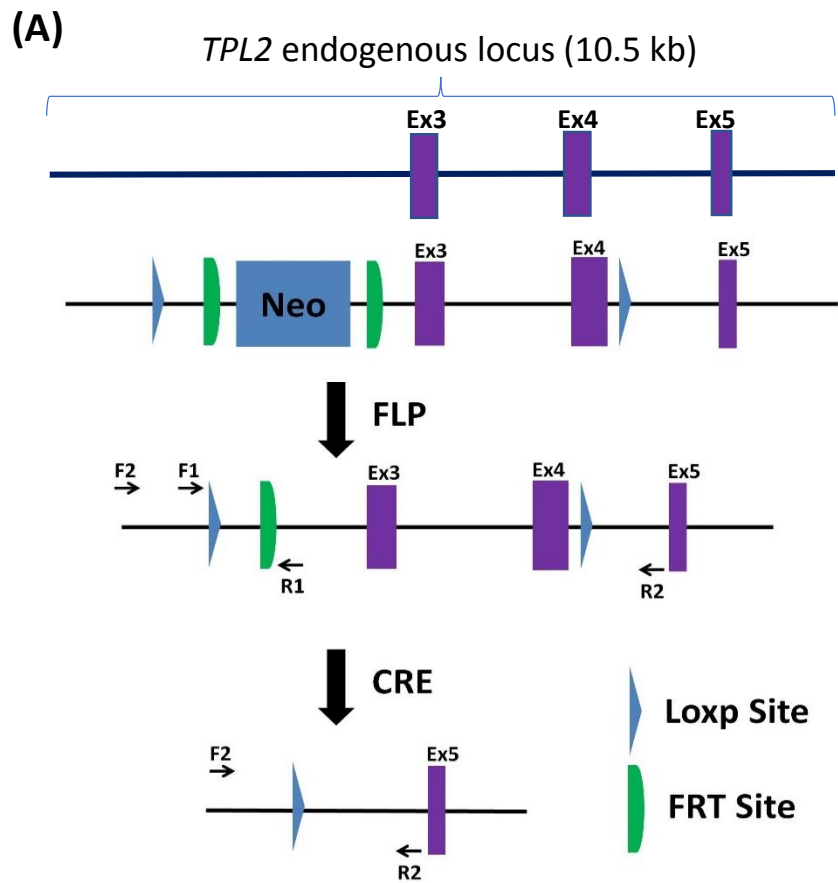 (A)
TPL2 endogenous locus (10.5 kb)
Ex3 Ex4 Ex5
Ex3 Ex4 Ex5
Neo
FLP
F2 F1 Ex3 Ex4 Ex5
R1 R2
CRE
Loxp Site
F2 Ex5
FRT Site
R2